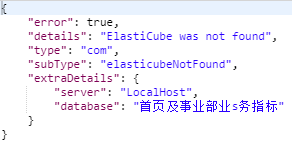 {
"error": true,
"details": "ElastiCube was not found",
"type": "com",
"subType": "elasticubeNotFound",
"extraDetails": {
"server": "LocalHost",
"database": "首页及事业部业s务指标"
}
}